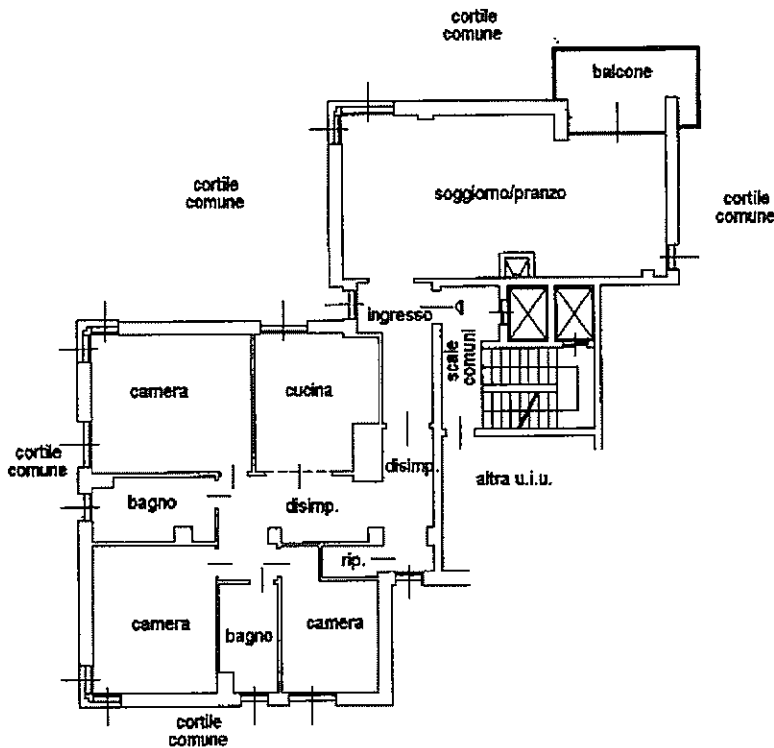 cortile
comune
balcone
cortile
comune
soggiorno/pranzo
cortile
comune
ingresso
scale
comuni
camera
cucina
cortile
comune
disimp.
altra u.i.u.
bagno
disimp.
rip.
camera
bagno
camera
cortile
comune